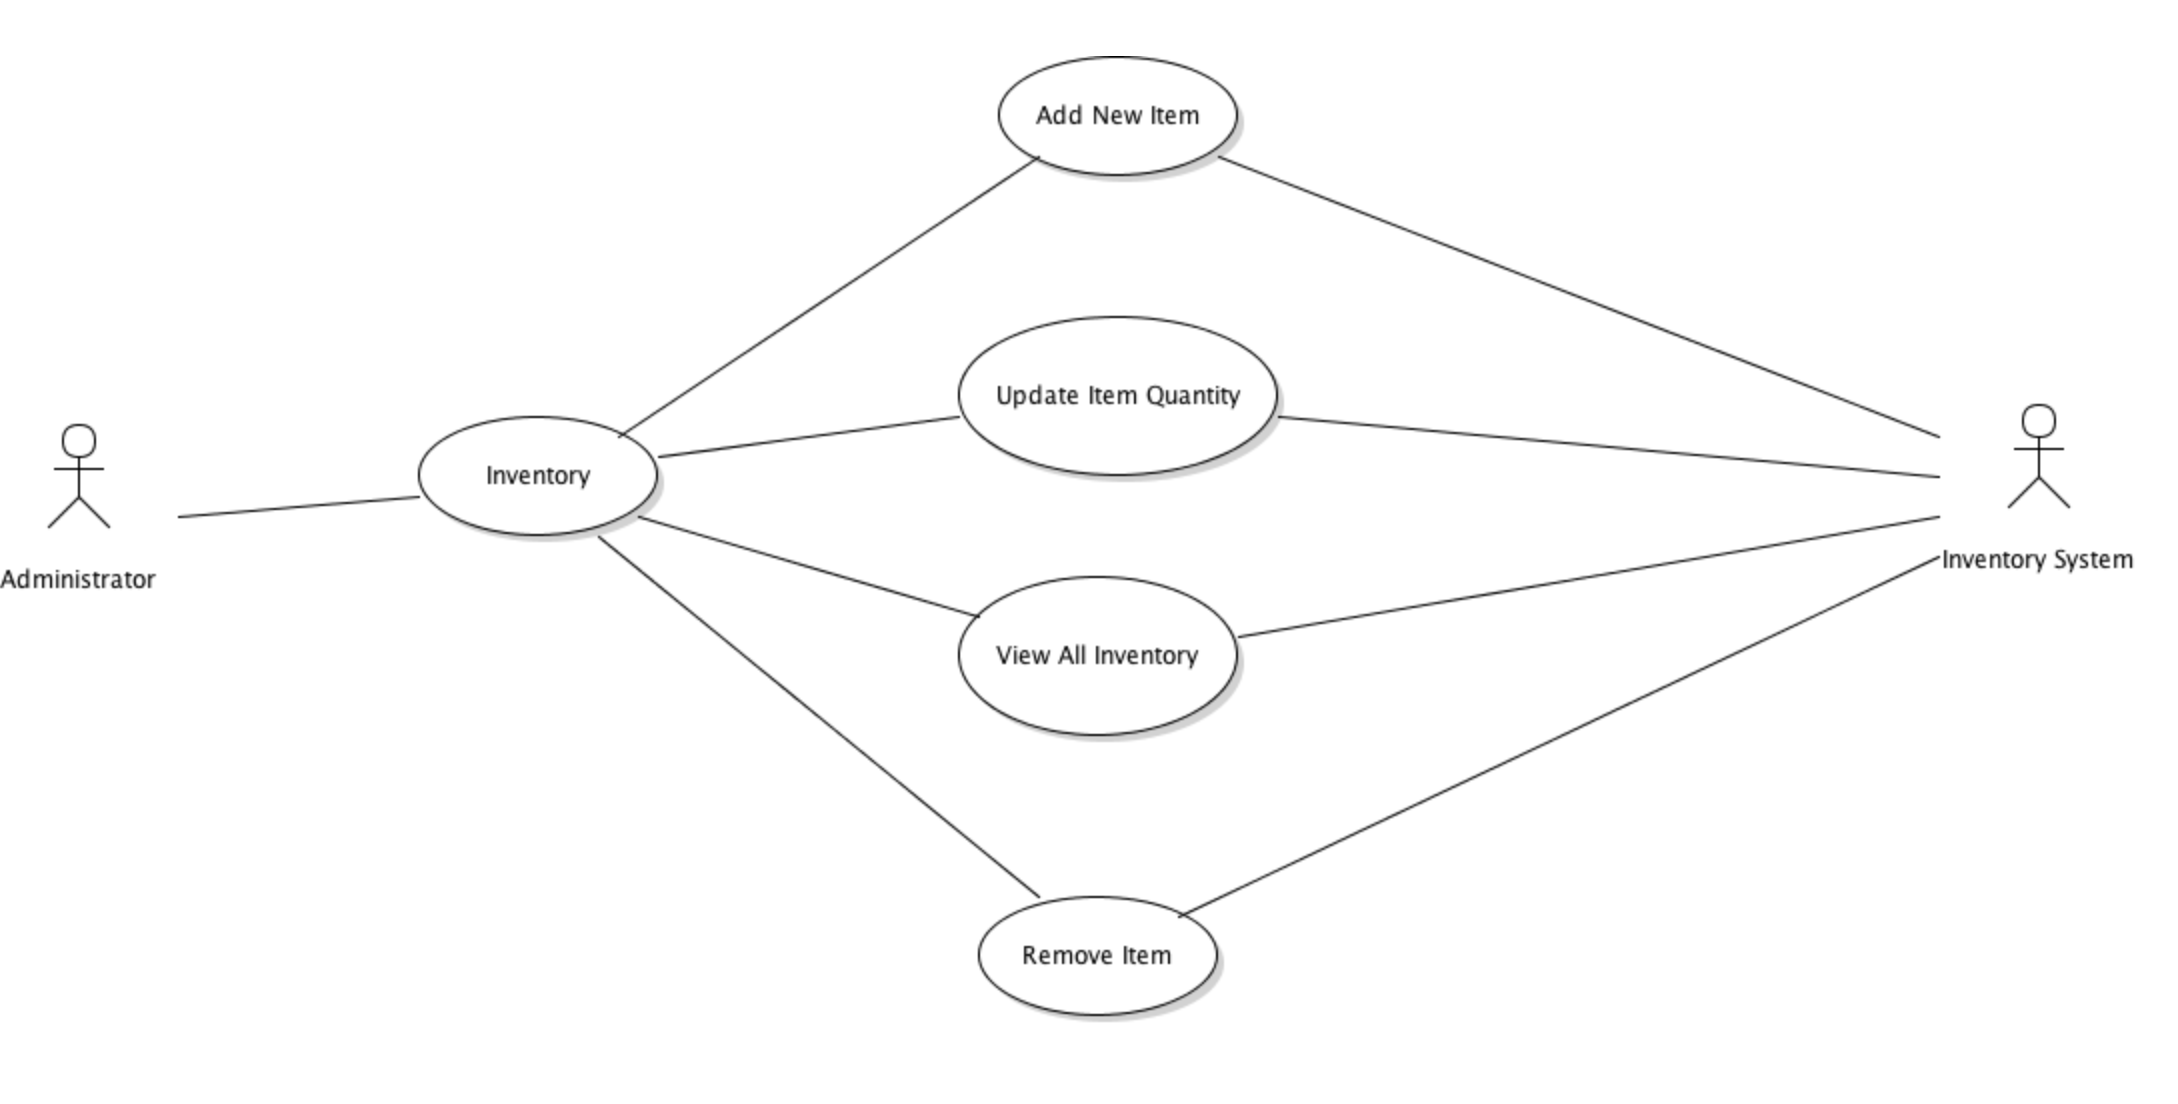 Add New Item
Update Item Quantity
Inventory
Administrator
Inventory System
View All Inventory
Remove Item